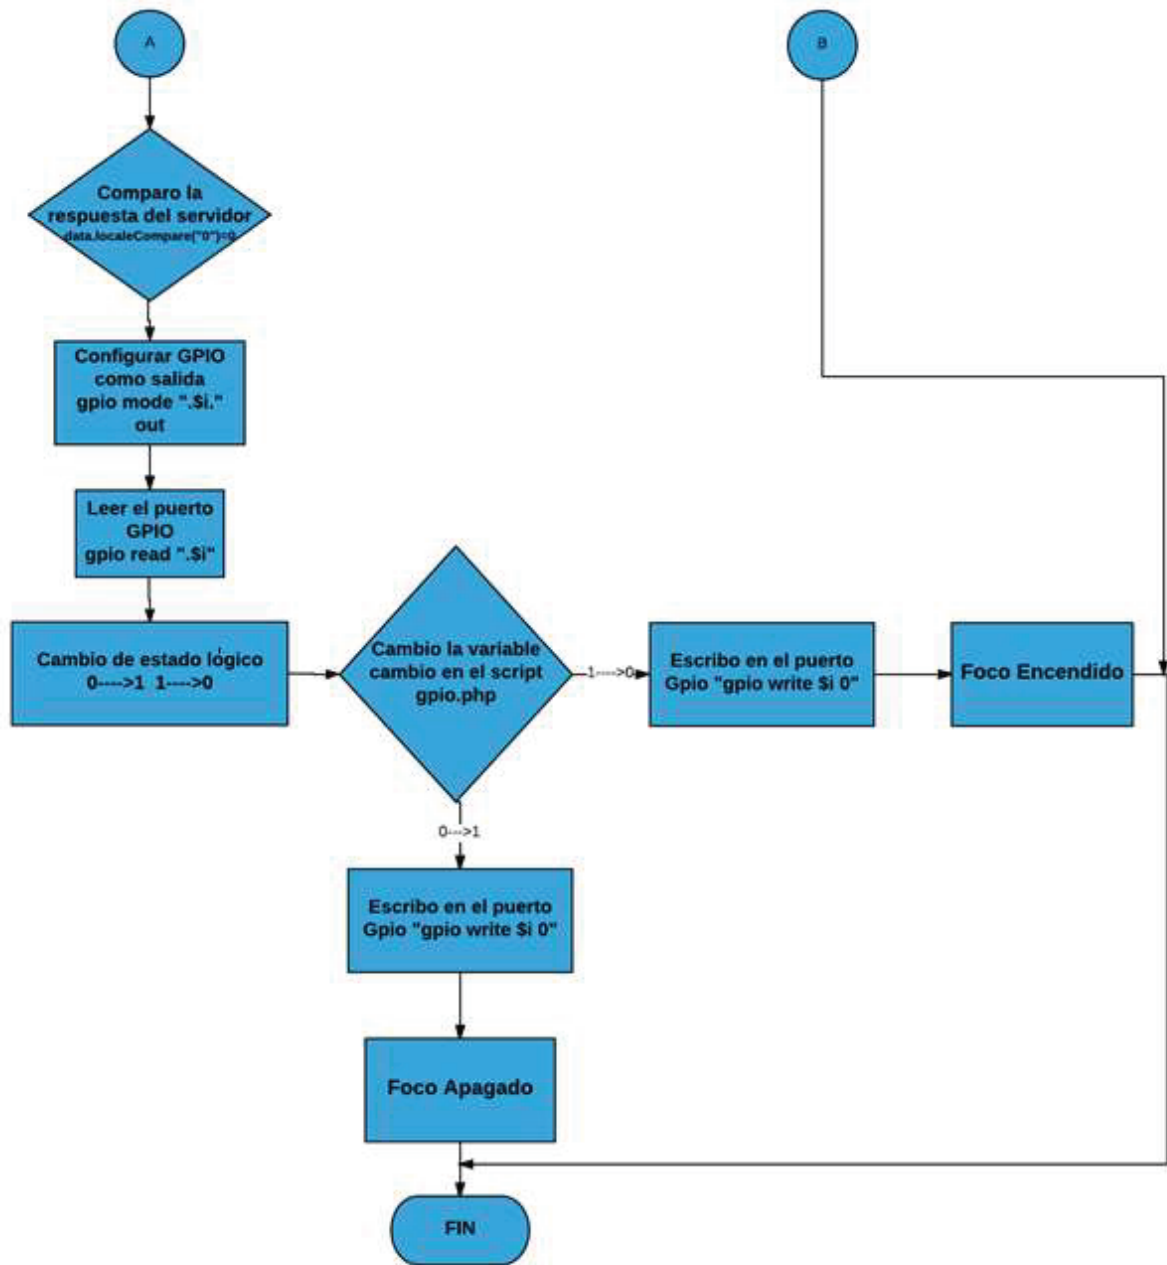 A
B
Comparo la
respuesta del servidor
data.localeCompare("0")=0
Configurar GPIO
como salida
gpio mode ".$i."
out
Leer el puerto
GPIO
gpio read ".$i"
Cambio de estado lógico
0---->1 1---->0
Cambio la variable
cambio en el script
gpio.php
1---->0
Escribo en el puerto
Gpio "gpio write $i 0"
Foco Encendido
0--->1
Escribo en el puerto
Gpio "gpio write $i 0"
Foco Apagado
FIN